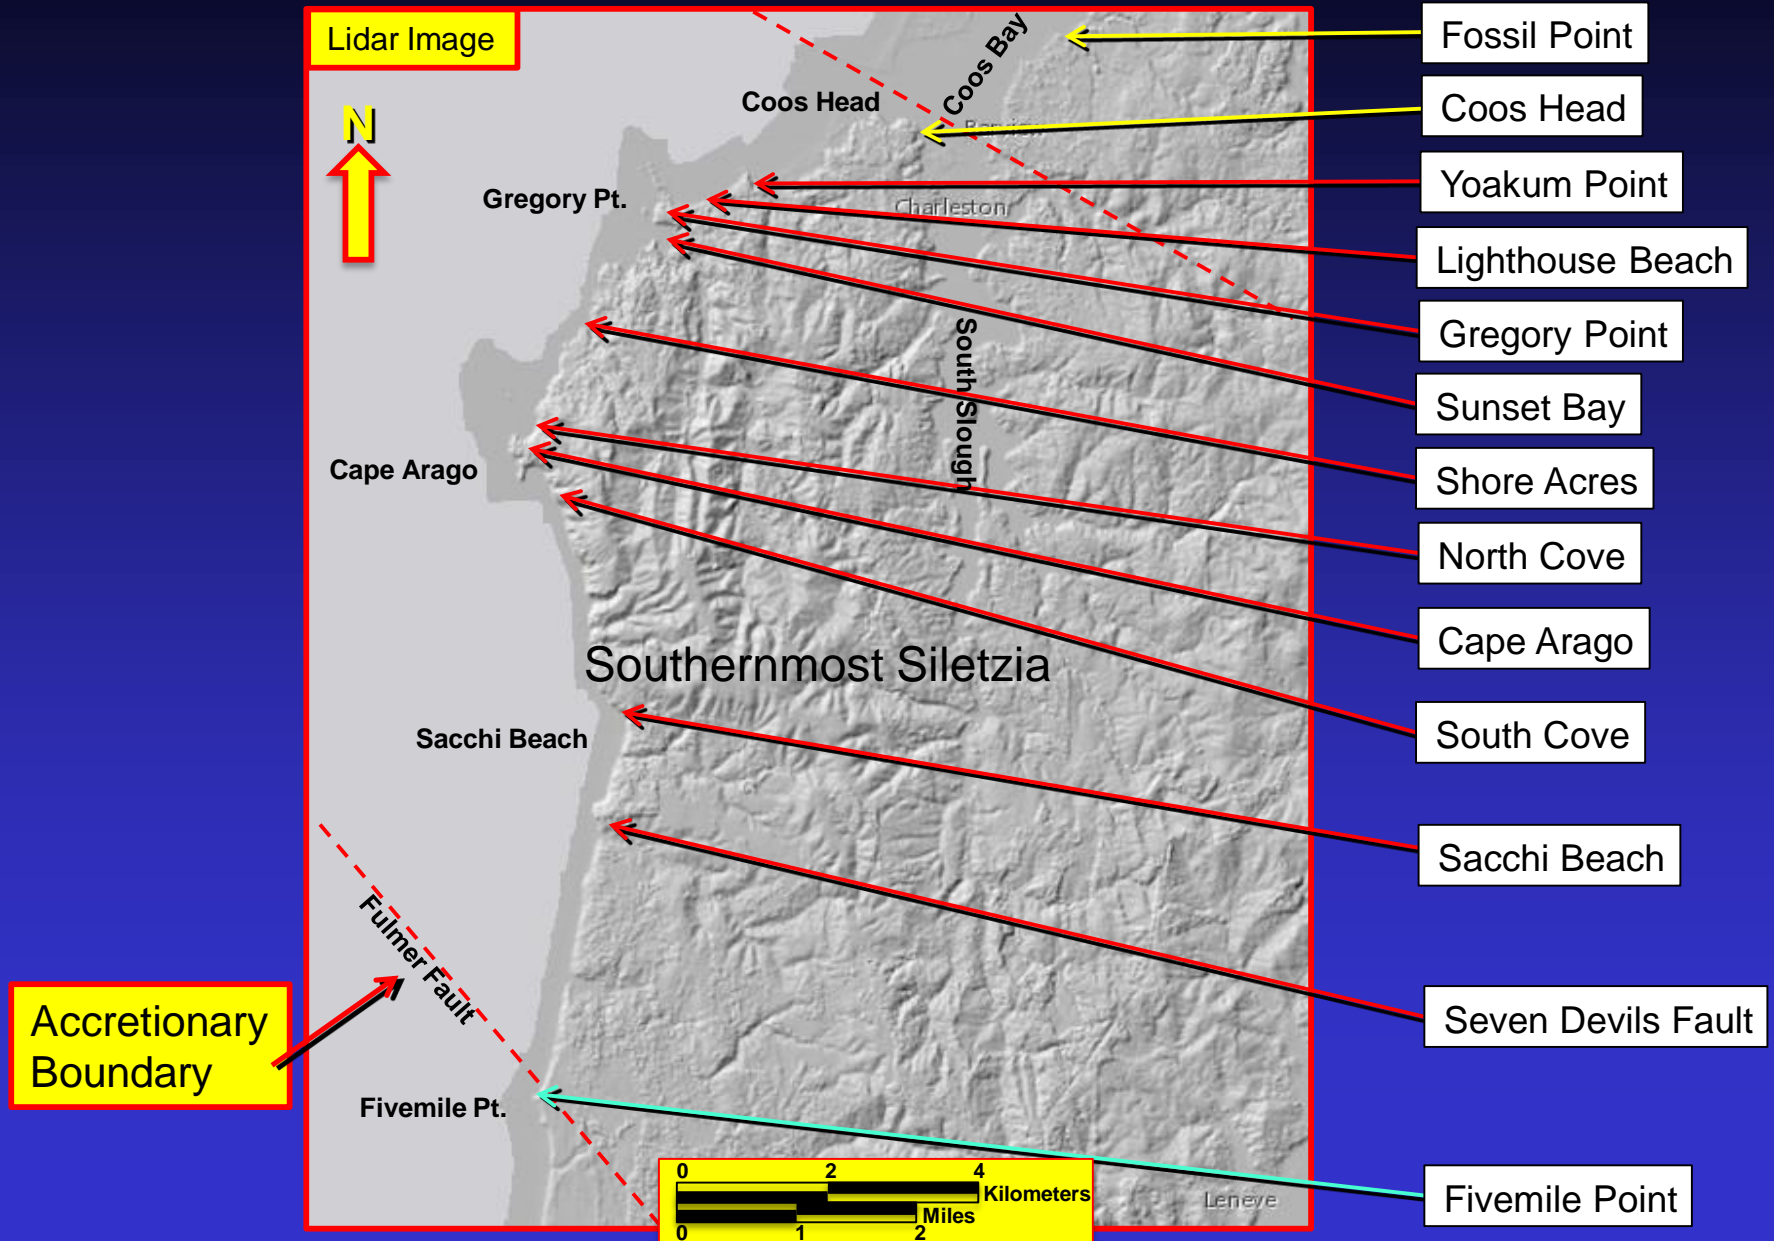 Lidar Image
N
Coos Bay
Coos Head
Barview
Gregory Pt.
Charleston
South Slough
Cape Arago
Southernmost Siletzia
Sacchi Beach
Fulmer Fault
Accretionary
Boundary
Fivemile Pt.
Leneve
0 2 4
Kilometers
Miles
0 1 2
Fossil Point
Coos Head
Yoakum Point
Lighthouse Beach
Gregory Point
Sunset Bay
Shore Acres
North Cove
Cape Arago
South Cove
Sacchi Beach
Seven Devils Fault
Fivemile Point